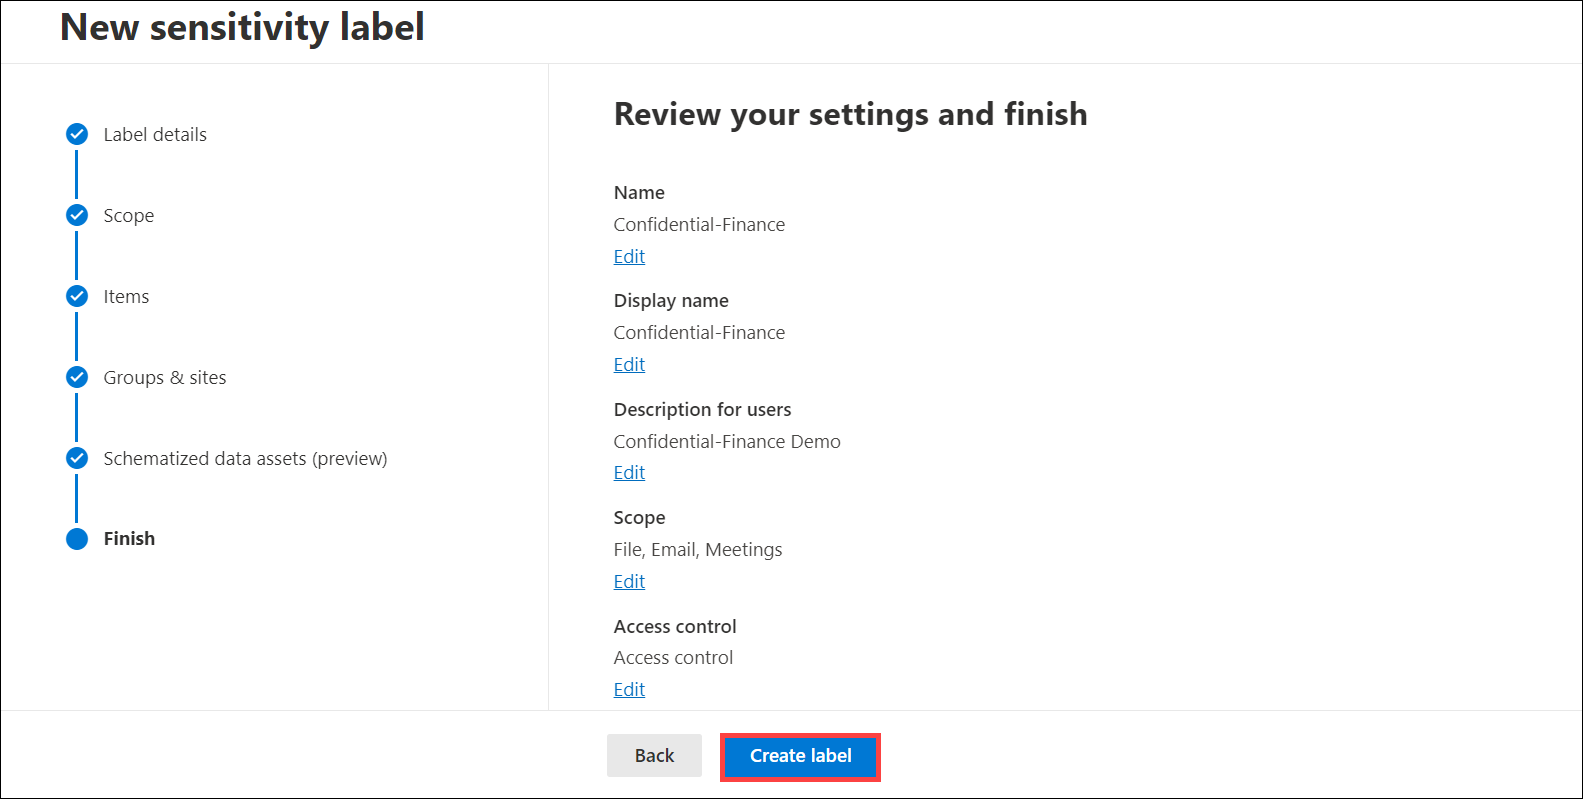 New sensitivity label
Label details
Scope
Items
Groups & sites
Schematized data assets (preview)
Finish
Review your settings and finish
Name
Confidential-Finance
Edit
Display name
Confidential-Finance
Edit
Description for users
Confidential-Finance Demo
Edit
Scope
File, Email, Meetings
Edit
Access control
Access control
Edit
Back
Create label